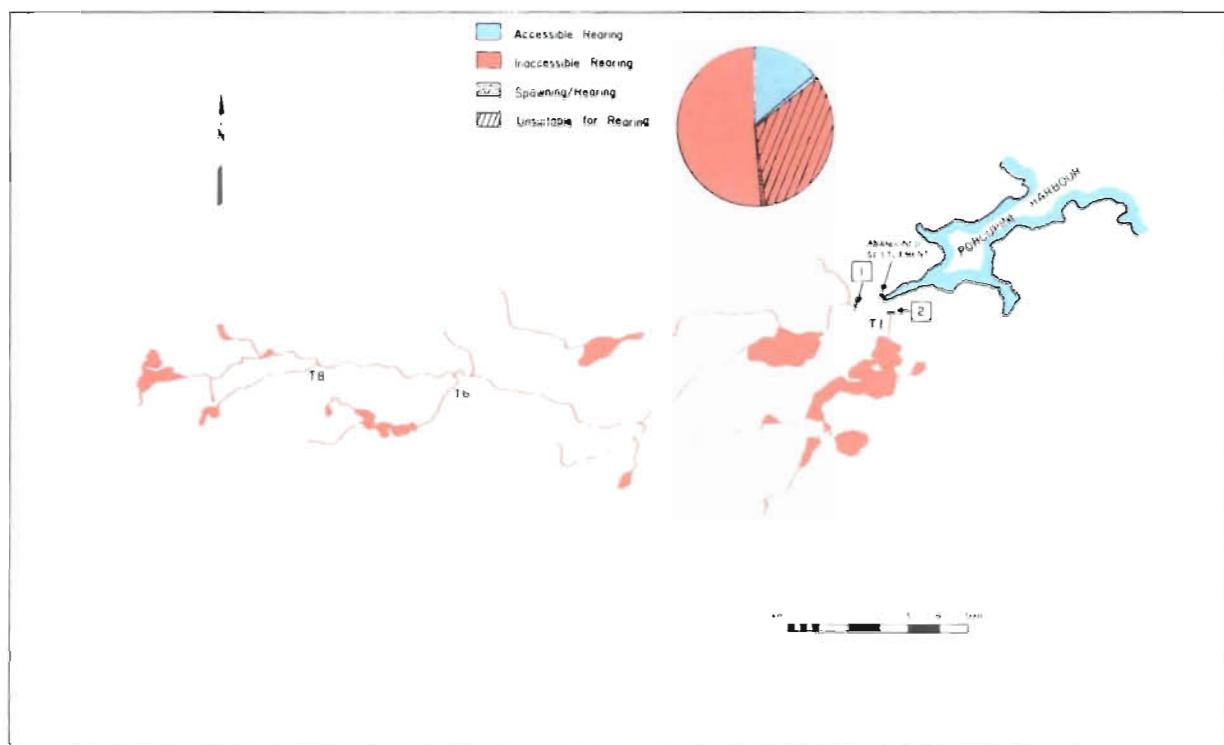 Accessible Rearing
Inaccessible Rearing
Spawning/Rearing
Unsuitable for Rearing
PORCUPINE HARBOUR
ABANDONED
SETTLEMENT
1
2
T1
T8
T6